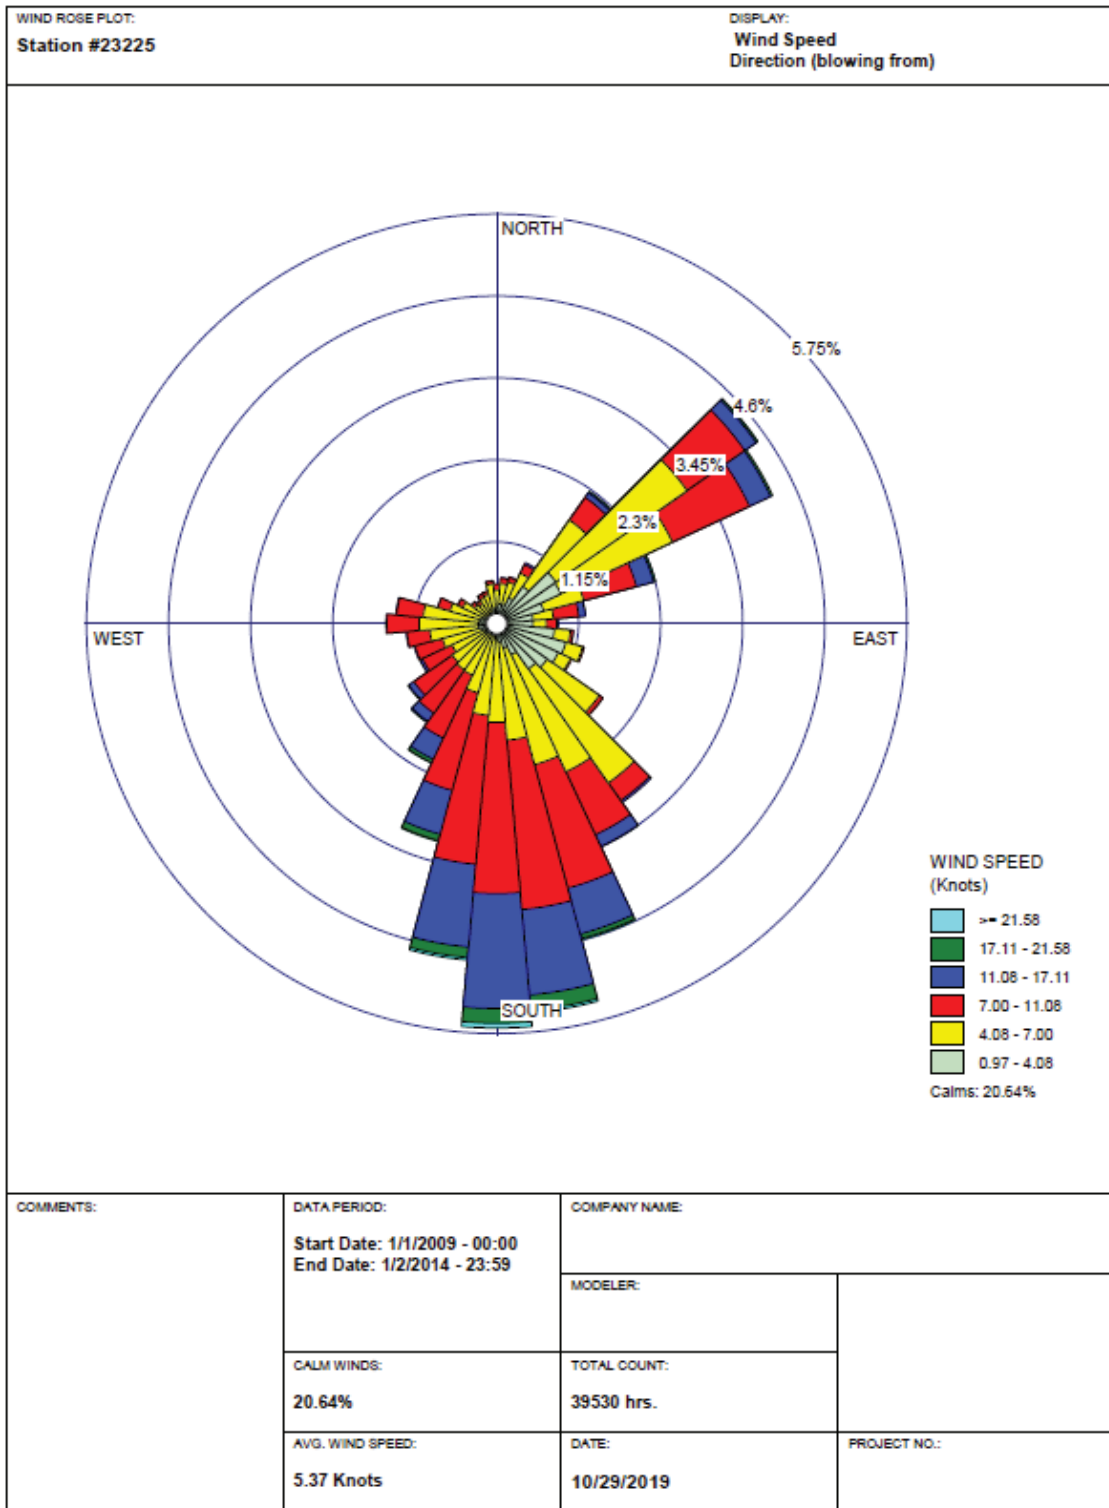 WIND ROSE PLOT:
Station #23225
DISPLAY:
Wind Speed
Direction (blowing from)
NORTH
5.75%
4.6%
3.45%
2.3%
1.15%
WEST
EAST
SOUTH
WIND SPEED
(Knots)
>= 21.58
17.11 - 21.58
11.08 - 17.11
7.00 - 11.08
4.08 - 7.00
0.97 - 4.08
Calms: 20.64%
COMMENTS:
DATA PERIOD:
Start Date: 1/1/2009 - 00:00
End Date: 1/2/2014 - 23:59
COMPANY NAME:
MODELER:
CALM WINDS:
20.64%
TOTAL COUNT:
39530 hrs.
AVG. WIND SPEED:
5.37 Knots
DATE:
10/29/2019
PROJECT NO.: